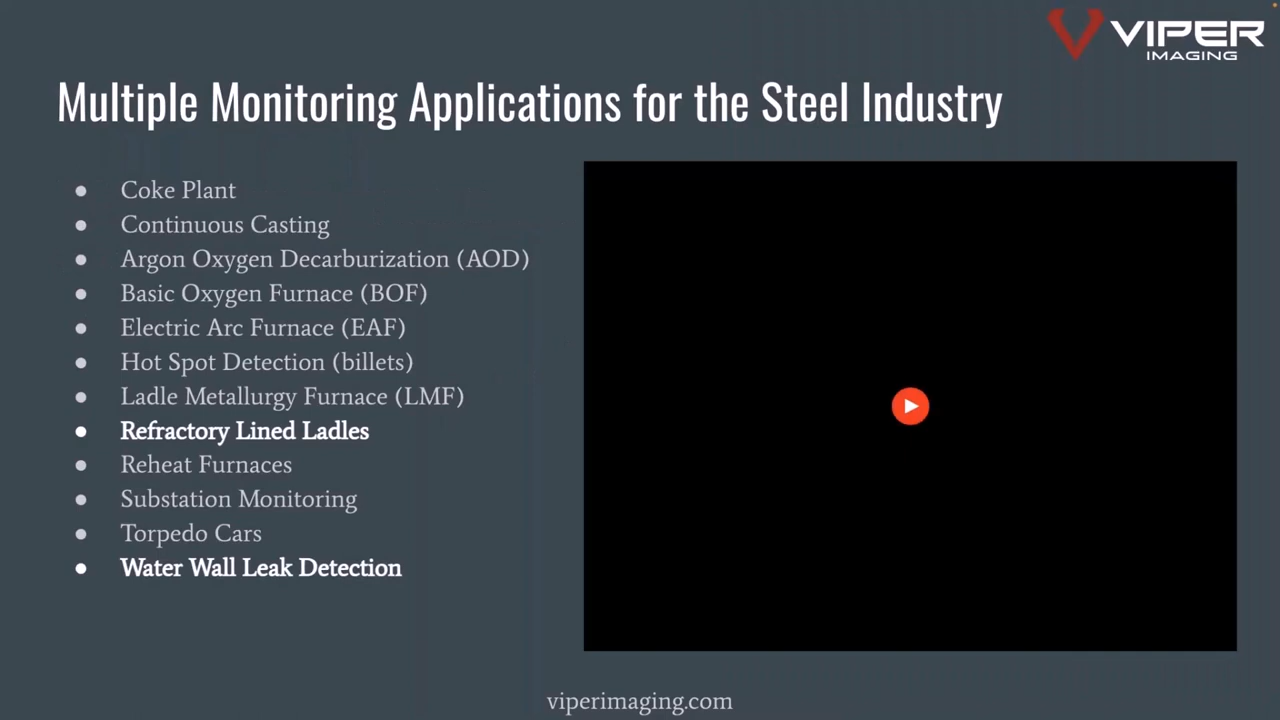 VIPER
IMAGING
Multiple Monitoring Applications for the Steel Industry
● Coke Plant
● Continuous Casting
● Argon Oxygen Decarburization (AOD)
● Basic Oxygen Furnace (BOF)
● Electric Arc Furnace (EAF)
● Hot Spot Detection (billets)
● Ladle Metallurgy Furnace (LMF)
● Refractory Lined Ladles
● Reheat Furnaces
● Substation Monitoring
● Torpedo Cars
● Water Wall Leak Detection
viperimaging.com